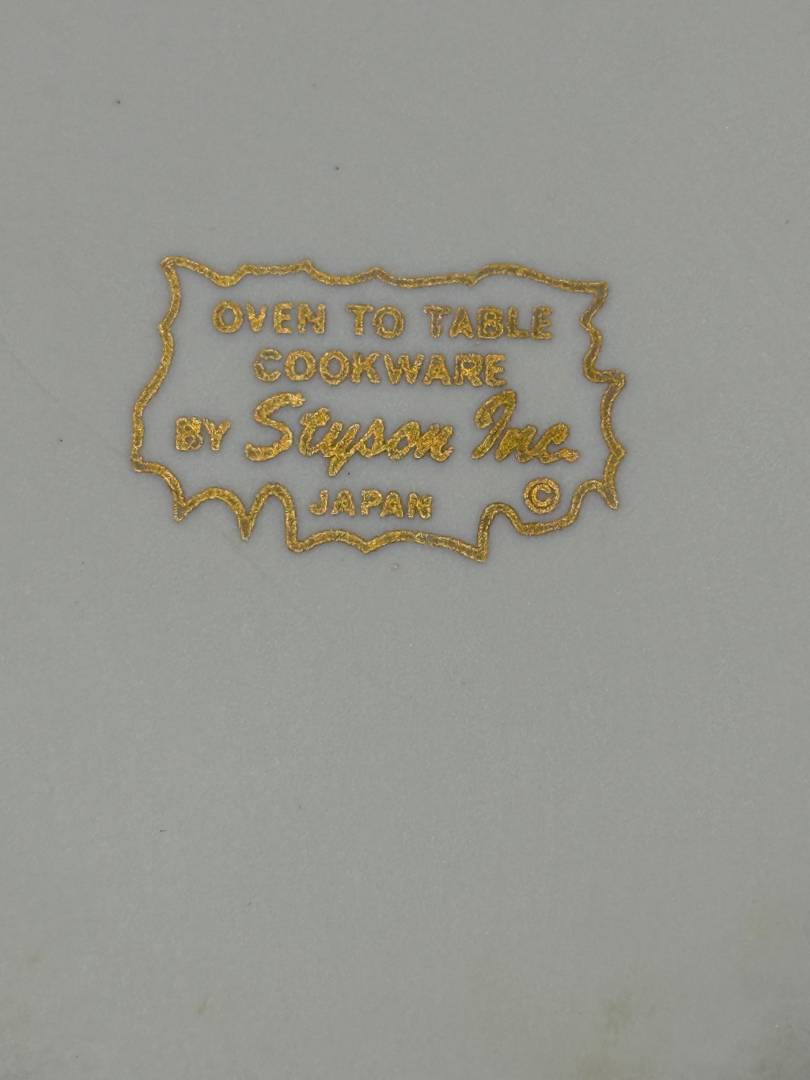 OVEN TO TABLE
COOKWARE
BY Styson Inc.
JAPAN ©